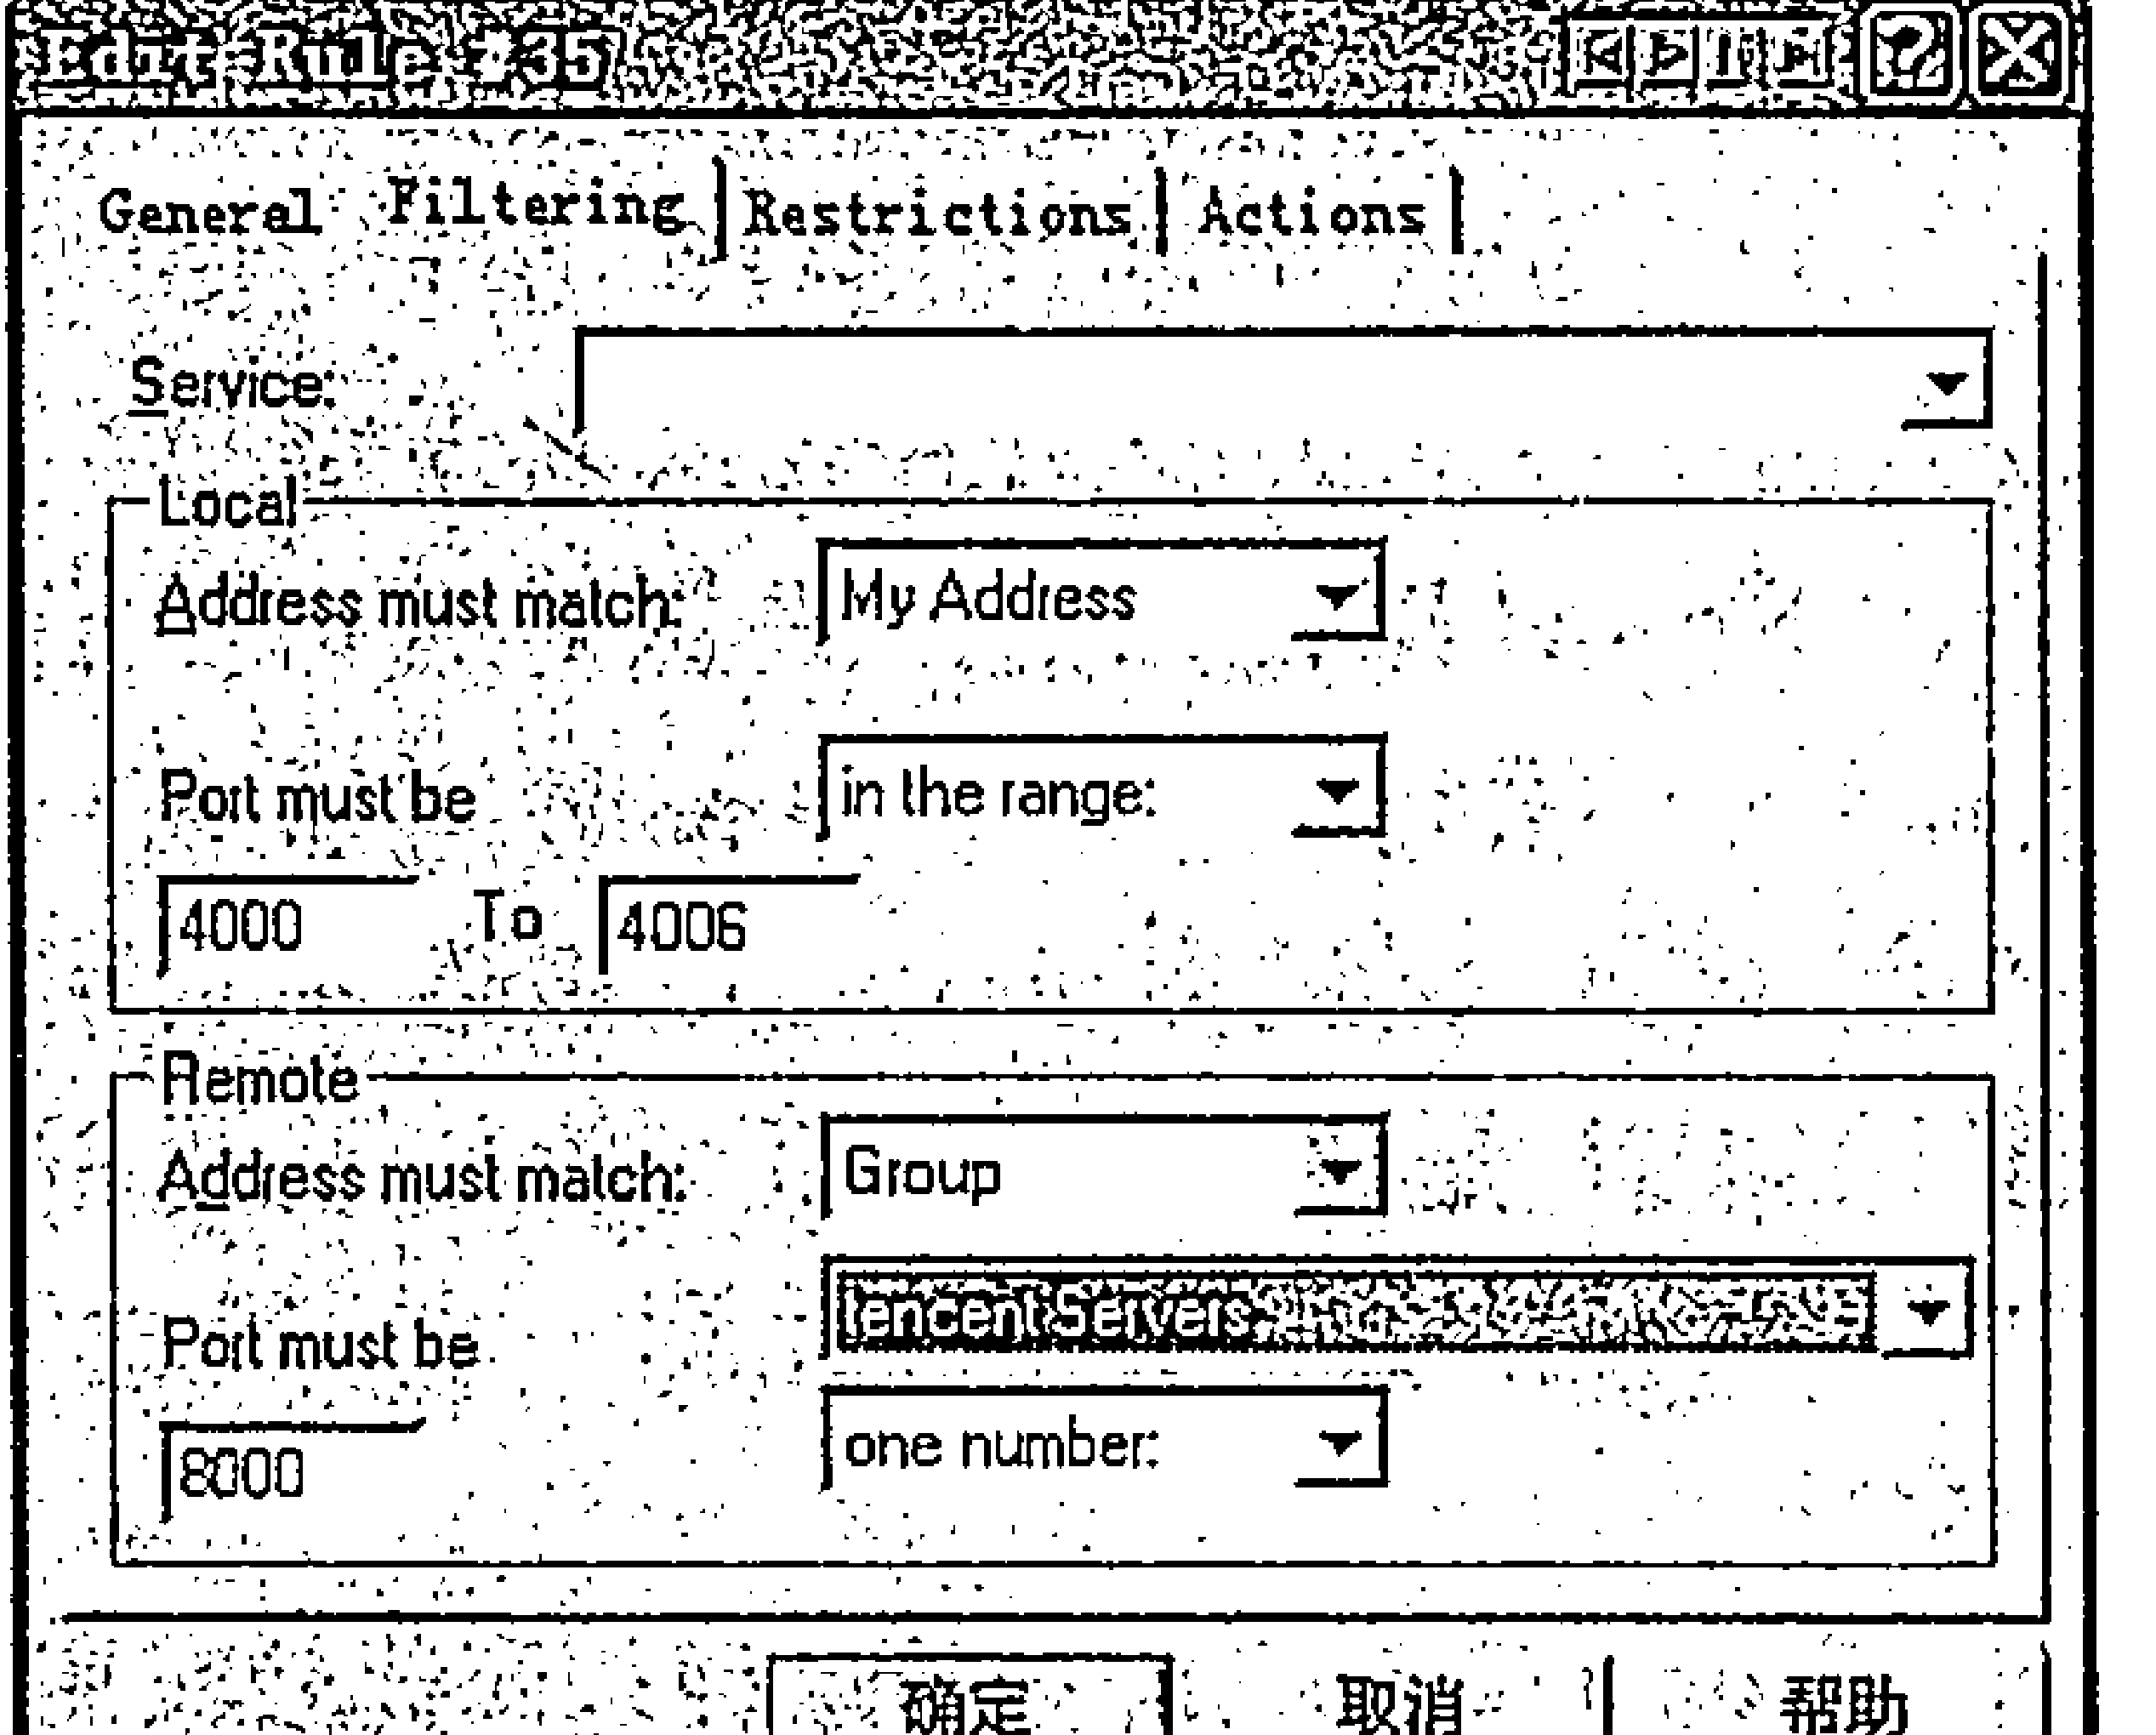 Edit Rule #35
General Filtering Restrictions Actions
Service:
Local
Address must match: My Address
Port must be in the range:
4000 To 4006
Remote
Address must match: Group
Tencent Servers
Port must be
one number:
8000
确定 取消 帮助